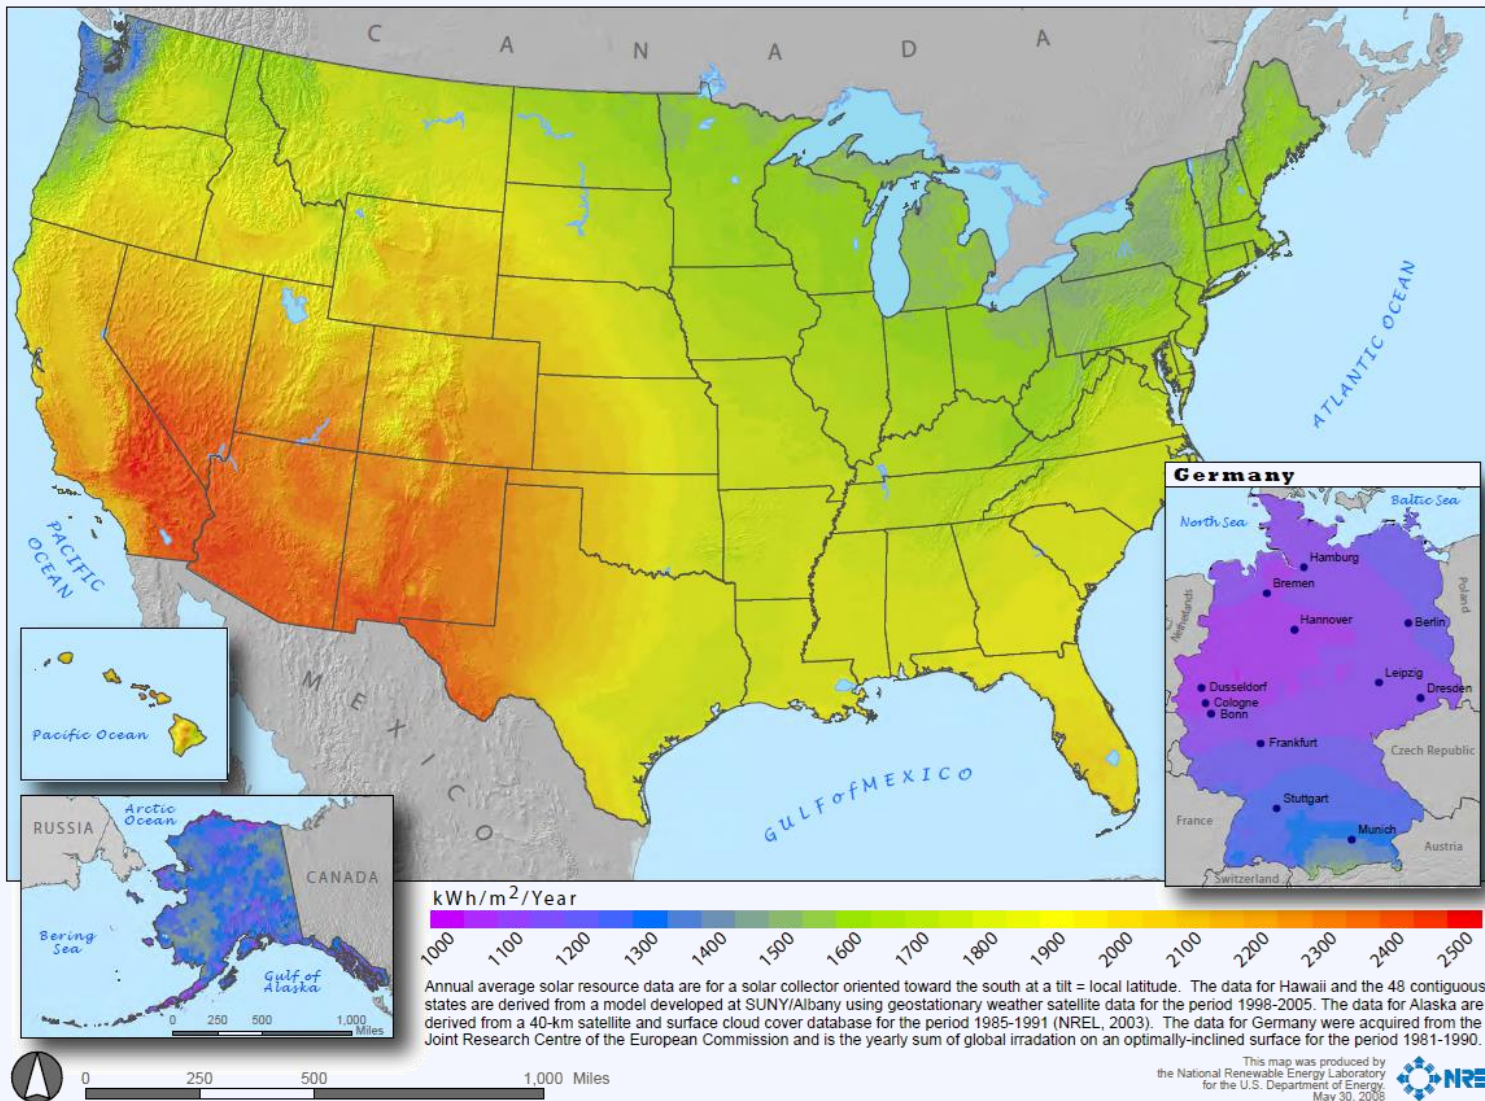 C A N A D A
ATLANTIC OCEAN
PACIFIC
OCEAN
MEXICO
GULF of MEXICO
Pacific Ocean
RUSSIA
Arctic
Ocean
CANADA
Bering
Sea
Gulf of
Alaska
0 250 500 1,000
Miles
Germany
North Sea
Baltic Sea
Hamburg
Bremen
Netherlands
Poland
Hannover
Berlin
Dusseldorf
Leipzig
Cologne
Dresden
Bonn
Frankfurt
Czech Republic
Stuttgart
France
Munich
Austria
Switzerland
kWh/m²/Year
1000 1100 1200 1300 1400 1500 1600 1700 1800 1900 2000 2100 2200 2300 2400 2500
Annual average solar resource data are for a solar collector oriented toward the south at a tilt = local latitude. The data for Hawaii and the 48 contiguous
states are derived from a model developed at SUNY/Albany using geostationary weather satellite data for the period 1998-2005. The data for Alaska are
derived from a 40-km satellite and surface cloud cover database for the period 1985-1991 (NREL, 2003). The data for Germany were acquired from the
Joint Research Centre of the European Commission and is the yearly sum of global irradation on an optimally-inclined surface for the period 1981-1990.
0 250 500 1,000 Miles
This map was produced by
the National Renewable Energy Laboratory
for the U.S. Department of Energy.
May 30, 2008
NRE